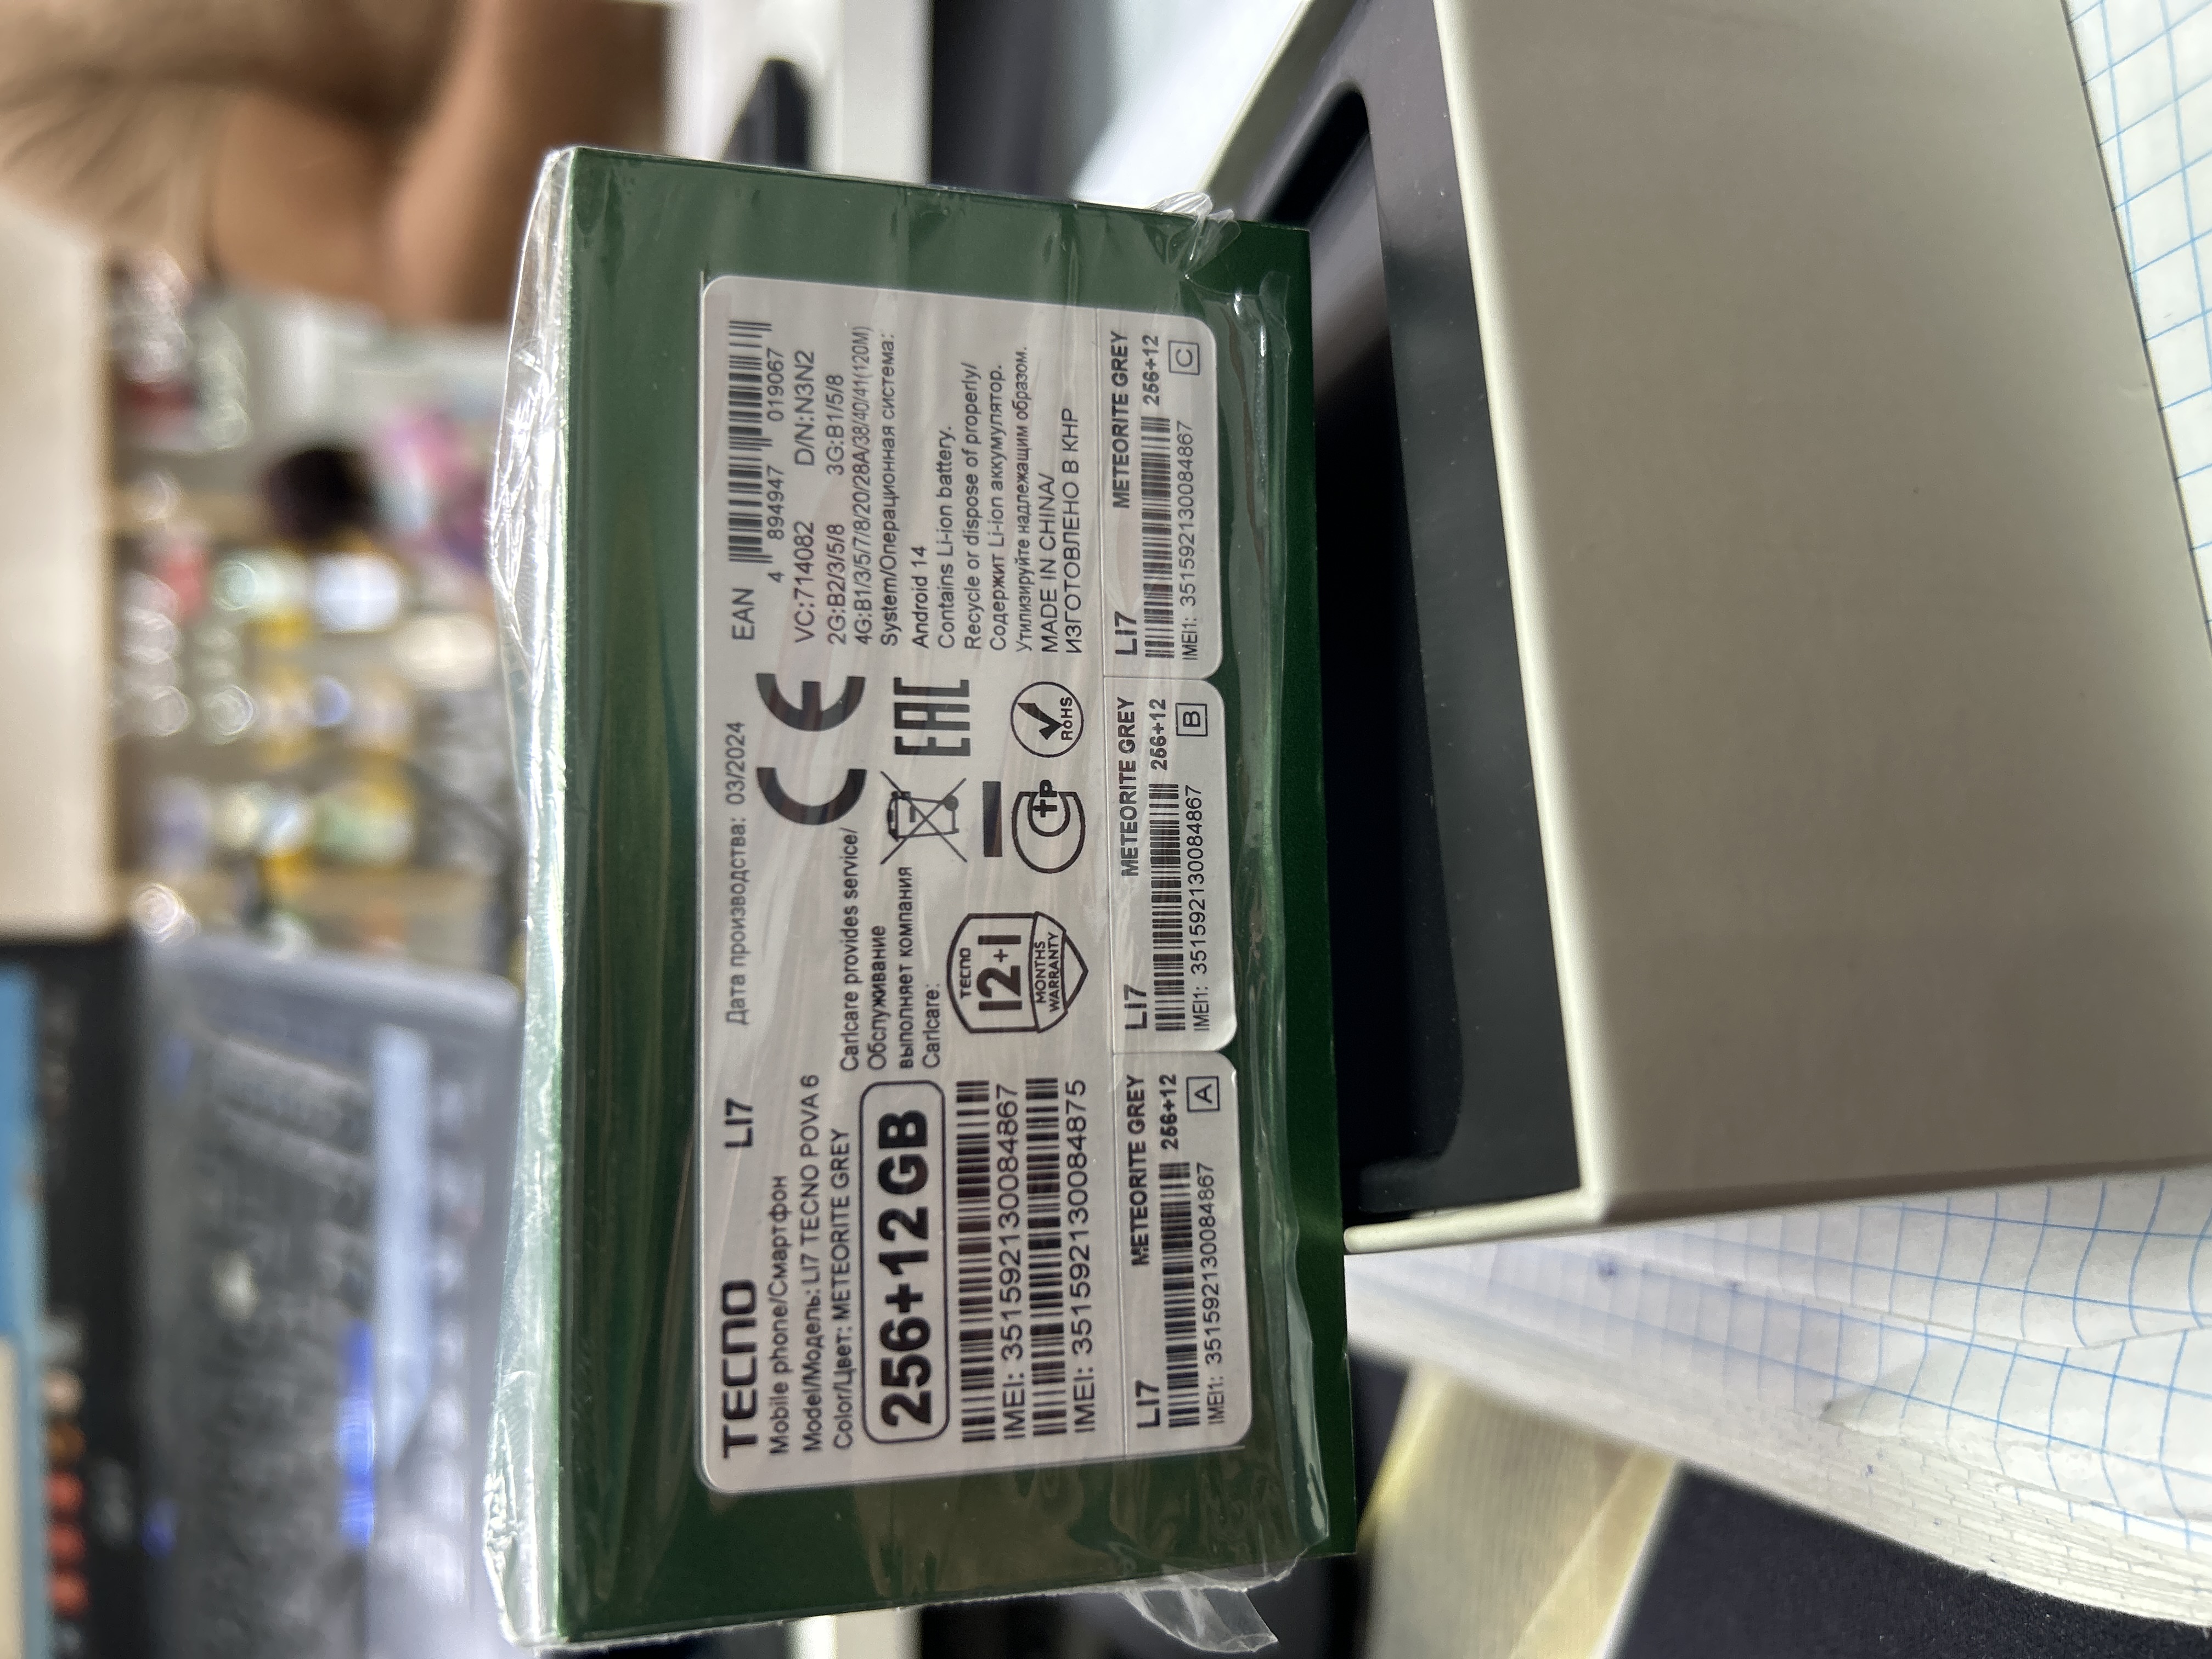 TECNO LI7 Дата производства: 03/2024
Mobile phone/Смартфон
Model/Модель: LI7 TECNO POVA 6
Color/Цвет: METEORITE GREY
256+12GB
IMEI: 351592130084867
IMEI: 351592130084875
Carlcare provides service/
Обслуживание
выполняет компания
Carlcare:
TECNO
12+1
MONTHS
WARRANTY
CE
EAC
RoHS
EAN
4 894947 019067
VC:714082 D/N:N3N2
2G:B2/3/5/8 3G:B1/5/8
4G:B1/3/5/7/8/20/28A/38/40/41(120M)
System/Операционная система:
Android 14
Contains Li-ion battery.
Recycle or dispose of properly/
Содержит Li-ion аккумулятор.
Утилизируйте надлежащим образом.
MADE IN CHINA/
ИЗГОТОВЛЕНО В КНР
LI7 METEORITE GREY
256+12
IMEI1: 351592130084867 A
LI7 METEORITE GREY
256+12
IMEI1: 351592130084867 B
LI7 METEORITE GREY
256+12
IMEI1: 351592130084867 C